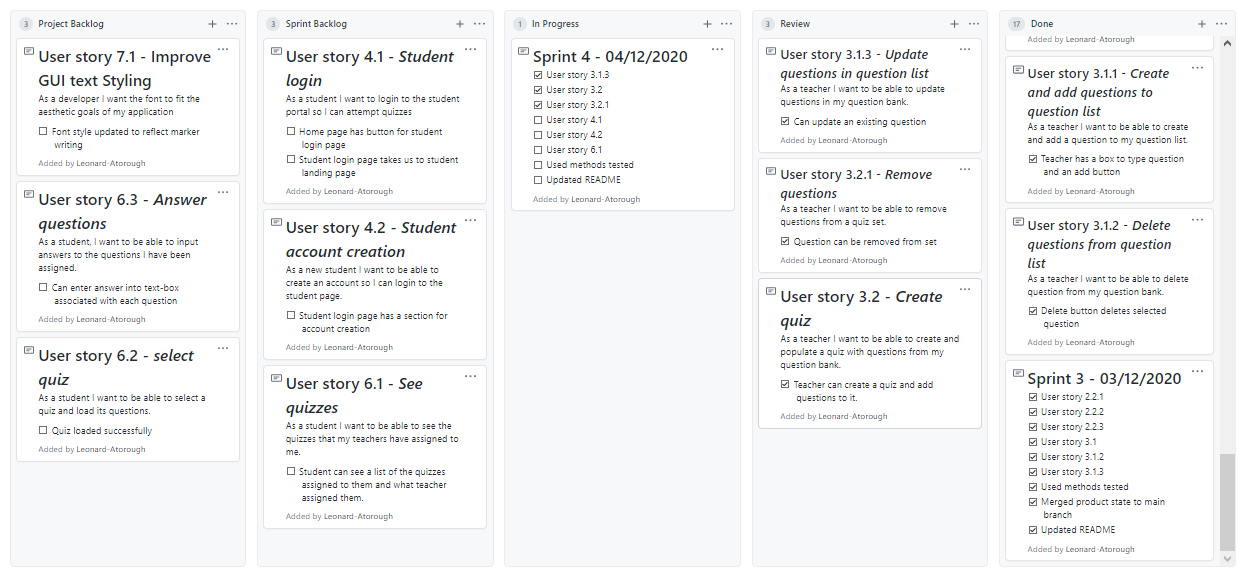 3 Project Backlog
User story 7.1 - Improve
GUI text Styling
As a developer I want the font to fit the
aesthetic goals of my application
Font style updated to reflect marker
writing
Added by Leonard-Atorough
User story 6.3 - Answer
questions
As a student, I want to be able to input
answers to the questions I have been
assigned.
Can enter answer into text-box
associated with each question
Added by Leonard-Atorough
User story 6.2 - select
quiz
As a student I want to be able to select a
quiz and load its questions.
Quiz loaded successfully
Added by Leonard-Atorough
3 Sprint Backlog
User story 4.1 - Student
login
As a student I want to login to the student
portal so I can attempt quizzes
Home page has button for student
login page
Student login page takes us to student
landing page
Added by Leonard-Atorough
User story 4.2 - Student
account creation
As a new student I want to be able to
create an account so I can login to the
student page.
Student login page has a section for
account creation
Added by Leonard-Atorough
User story 6.1 - See
quizzes
As a student I want to be able to see the
quizzes that my teachers have assigned to
me.
Student can see a list of the quizzes
assigned to them and what teacher
assigned them.
Added by Leonard-Atorough
1 In Progress
Sprint 4 - 04/12/2020
User story 3.1.3
User story 3.2
User story 3.2.1
User story 4.1
User story 4.2
User story 6.1
Used methods tested
Updated README
Added by Leonard-Atorough
3 Review
User story 3.1.3 - Update
questions in question list
As a teacher I want to be able to update
questions in my question bank.
Can update an existing question
Added by Leonard-Atorough
User story 3.2.1 - Remove
questions
As a teacher I want to be able to remove
questions from a quiz set.
Question can be removed from set
Added by Leonard-Atorough
User story 3.2 - Create
quiz
As a teacher I want to be able to create and
populate a quiz with questions from my
question bank.
Teacher can create a quiz and add
questions to it.
Added by Leonard-Atorough
17 Done
Added by Leonard-Atorough
User story 3.1.1 - Create
and add questions to
question list
As a teacher I want to be able to create
and add a question to my question list.
Teacher has a box to type question
and an add button
Added by Leonard-Atorough
User story 3.1.2 - Delete
questions from question
list
As a teacher I want to be able to delete
question from my question bank.
Delete button deletes selected
question
Added by Leonard-Atorough
Sprint 3 - 03/12/2020
User story 2.2.1
User story 2.2.2
User story 2.2.3
User story 3.1
User story 3.1.2
User story 3.1.3
Used methods tested
Merged product state to main
branch
Updated README
Added by Leonard-Atorough